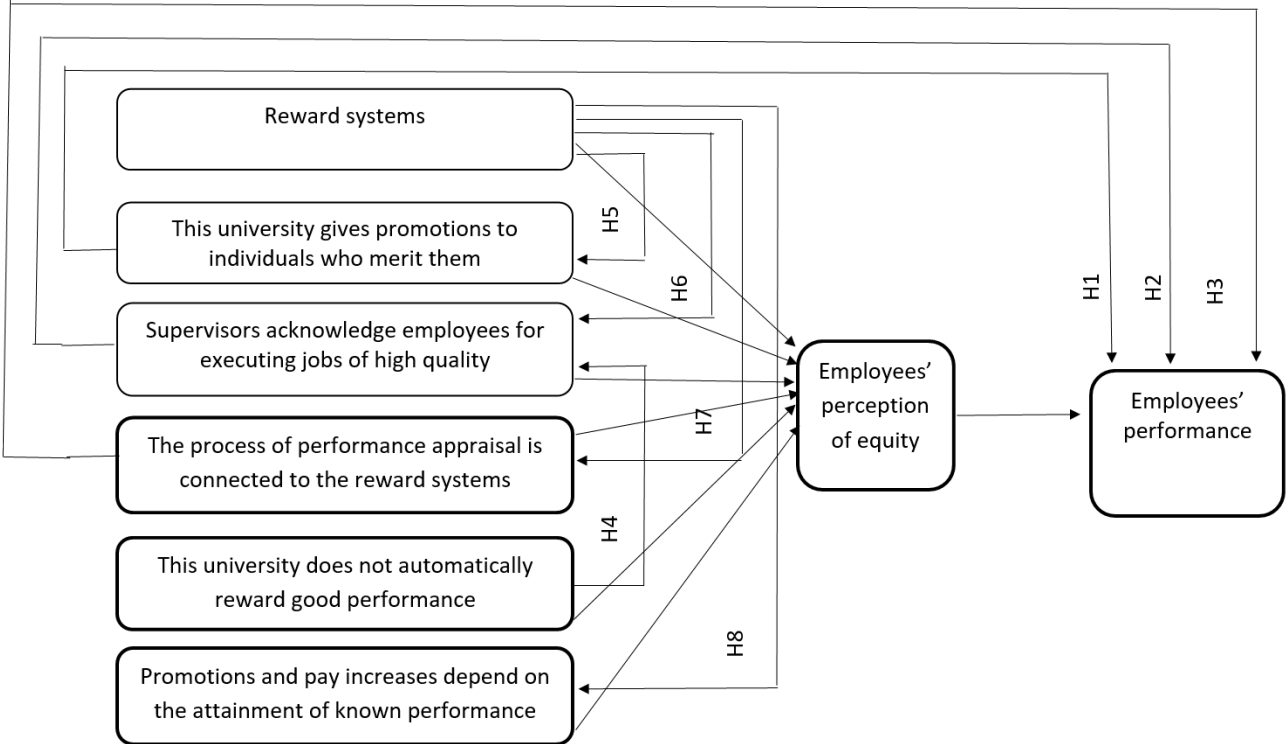 Reward systems
This university gives promotions to
individuals who merit them
H5
H6
Supervisors acknowledge employees for
executing jobs of high quality
H1
H2
H3
Employees’
perception
of equity
Employees’
performance
H7
The process of performance appraisal is
connected to the reward systems
H4
This university does not automatically
reward good performance
H8
Promotions and pay increases depend on
the attainment of known performance